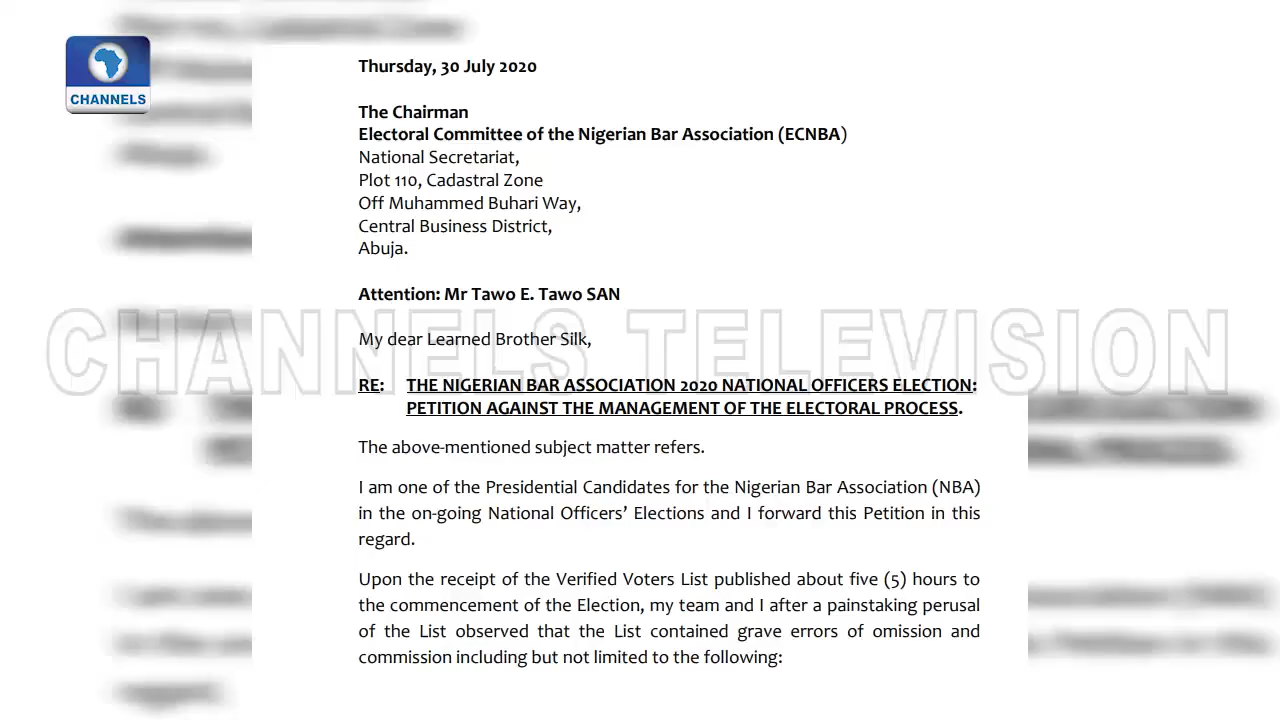 CHANNELS
Thursday, 30 July 2020
The Chairman
Electoral Committee of the Nigerian Bar Association (ECNBA)
National Secretariat,
Plot 110, Cadastral Zone
Off Muhammed Buhari Way,
Central Business District,
Abuja.
Attention: Mr Tawo E. Tawo SAN
CHANNELS TELEVISION
My dear Learned Brother Silk,
RE: THE NIGERIAN BAR ASSOCIATION 2020 NATIONAL OFFICERS ELECTION:
PETITION AGAINST THE MANAGEMENT OF THE ELECTORAL PROCESS.
The above-mentioned subject matter refers.
I am one of the Presidential Candidates for the Nigerian Bar Association (NBA)
in the on-going National Officers’ Elections and I forward this Petition in this
regard.
Upon the receipt of the Verified Voters List published about five (5) hours to
the commencement of the Election, my team and I after a painstaking perusal
of the List observed that the List contained grave errors of omission and
commission including but not limited to the following: